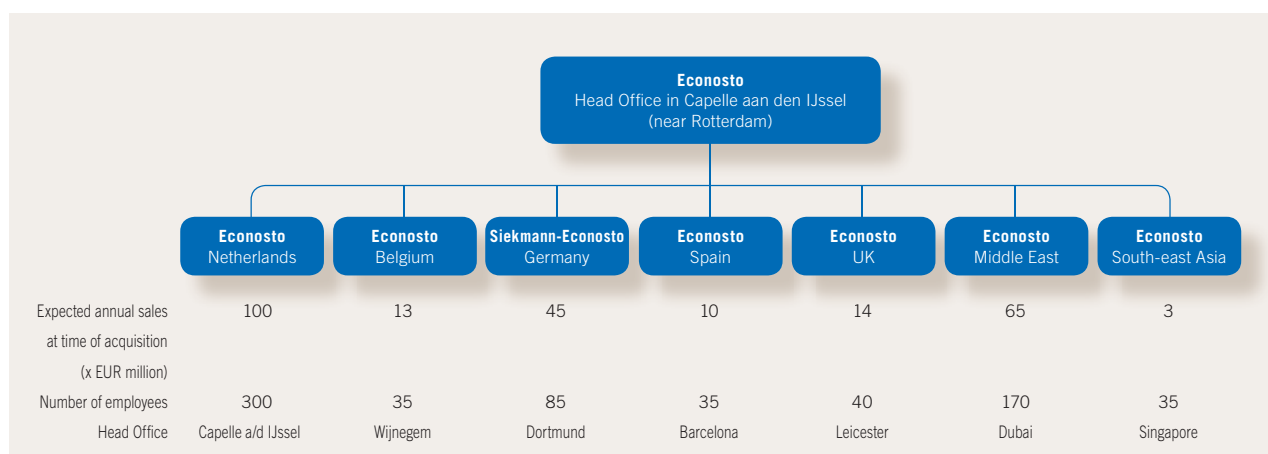 Econosto
Head Office in Capelle aan den IJssel
(near Rotterdam)
Econosto Econosto Siekmann-Econosto Econosto Econosto Econosto Econosto
Netherlands Belgium Germany Spain UK Middle East South-east Asia
Expected annual sales 100 13 45 10 14 65 3
at time of acquisition
(x EUR million)
Number of employees 300 35 85 35 40 170 35
Head Office Capelle a/d IJssel Wijnegem Dortmund Barcelona Leicester Dubai Singapore